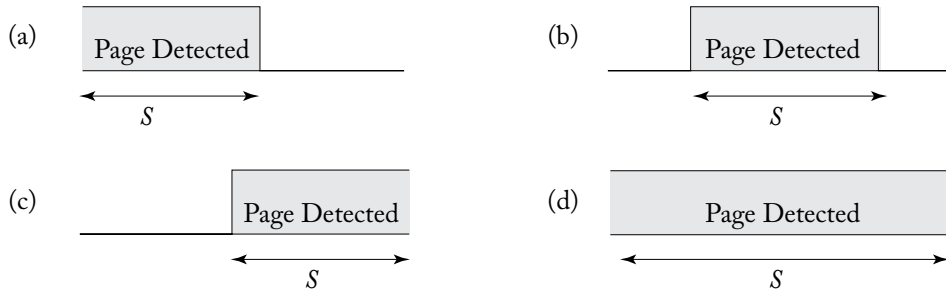 (a) Page Detected
S
(b) Page Detected
S
(c) Page Detected
S
(d) Page Detected
S